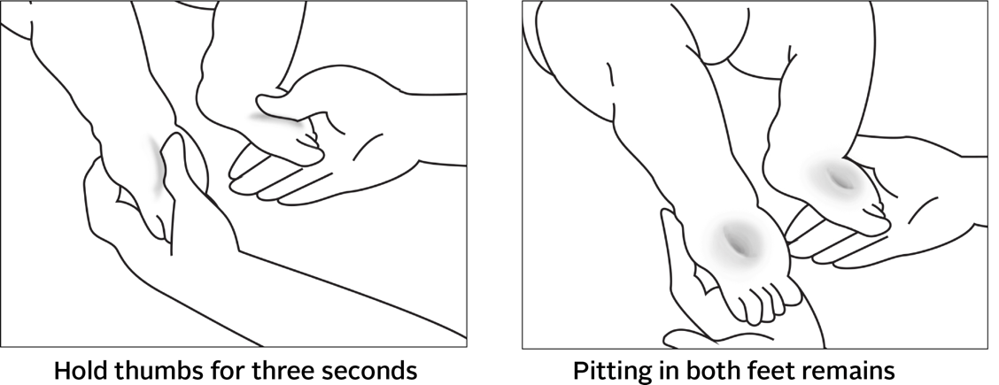 Hold thumbs for three seconds
Pitting in both feet remains